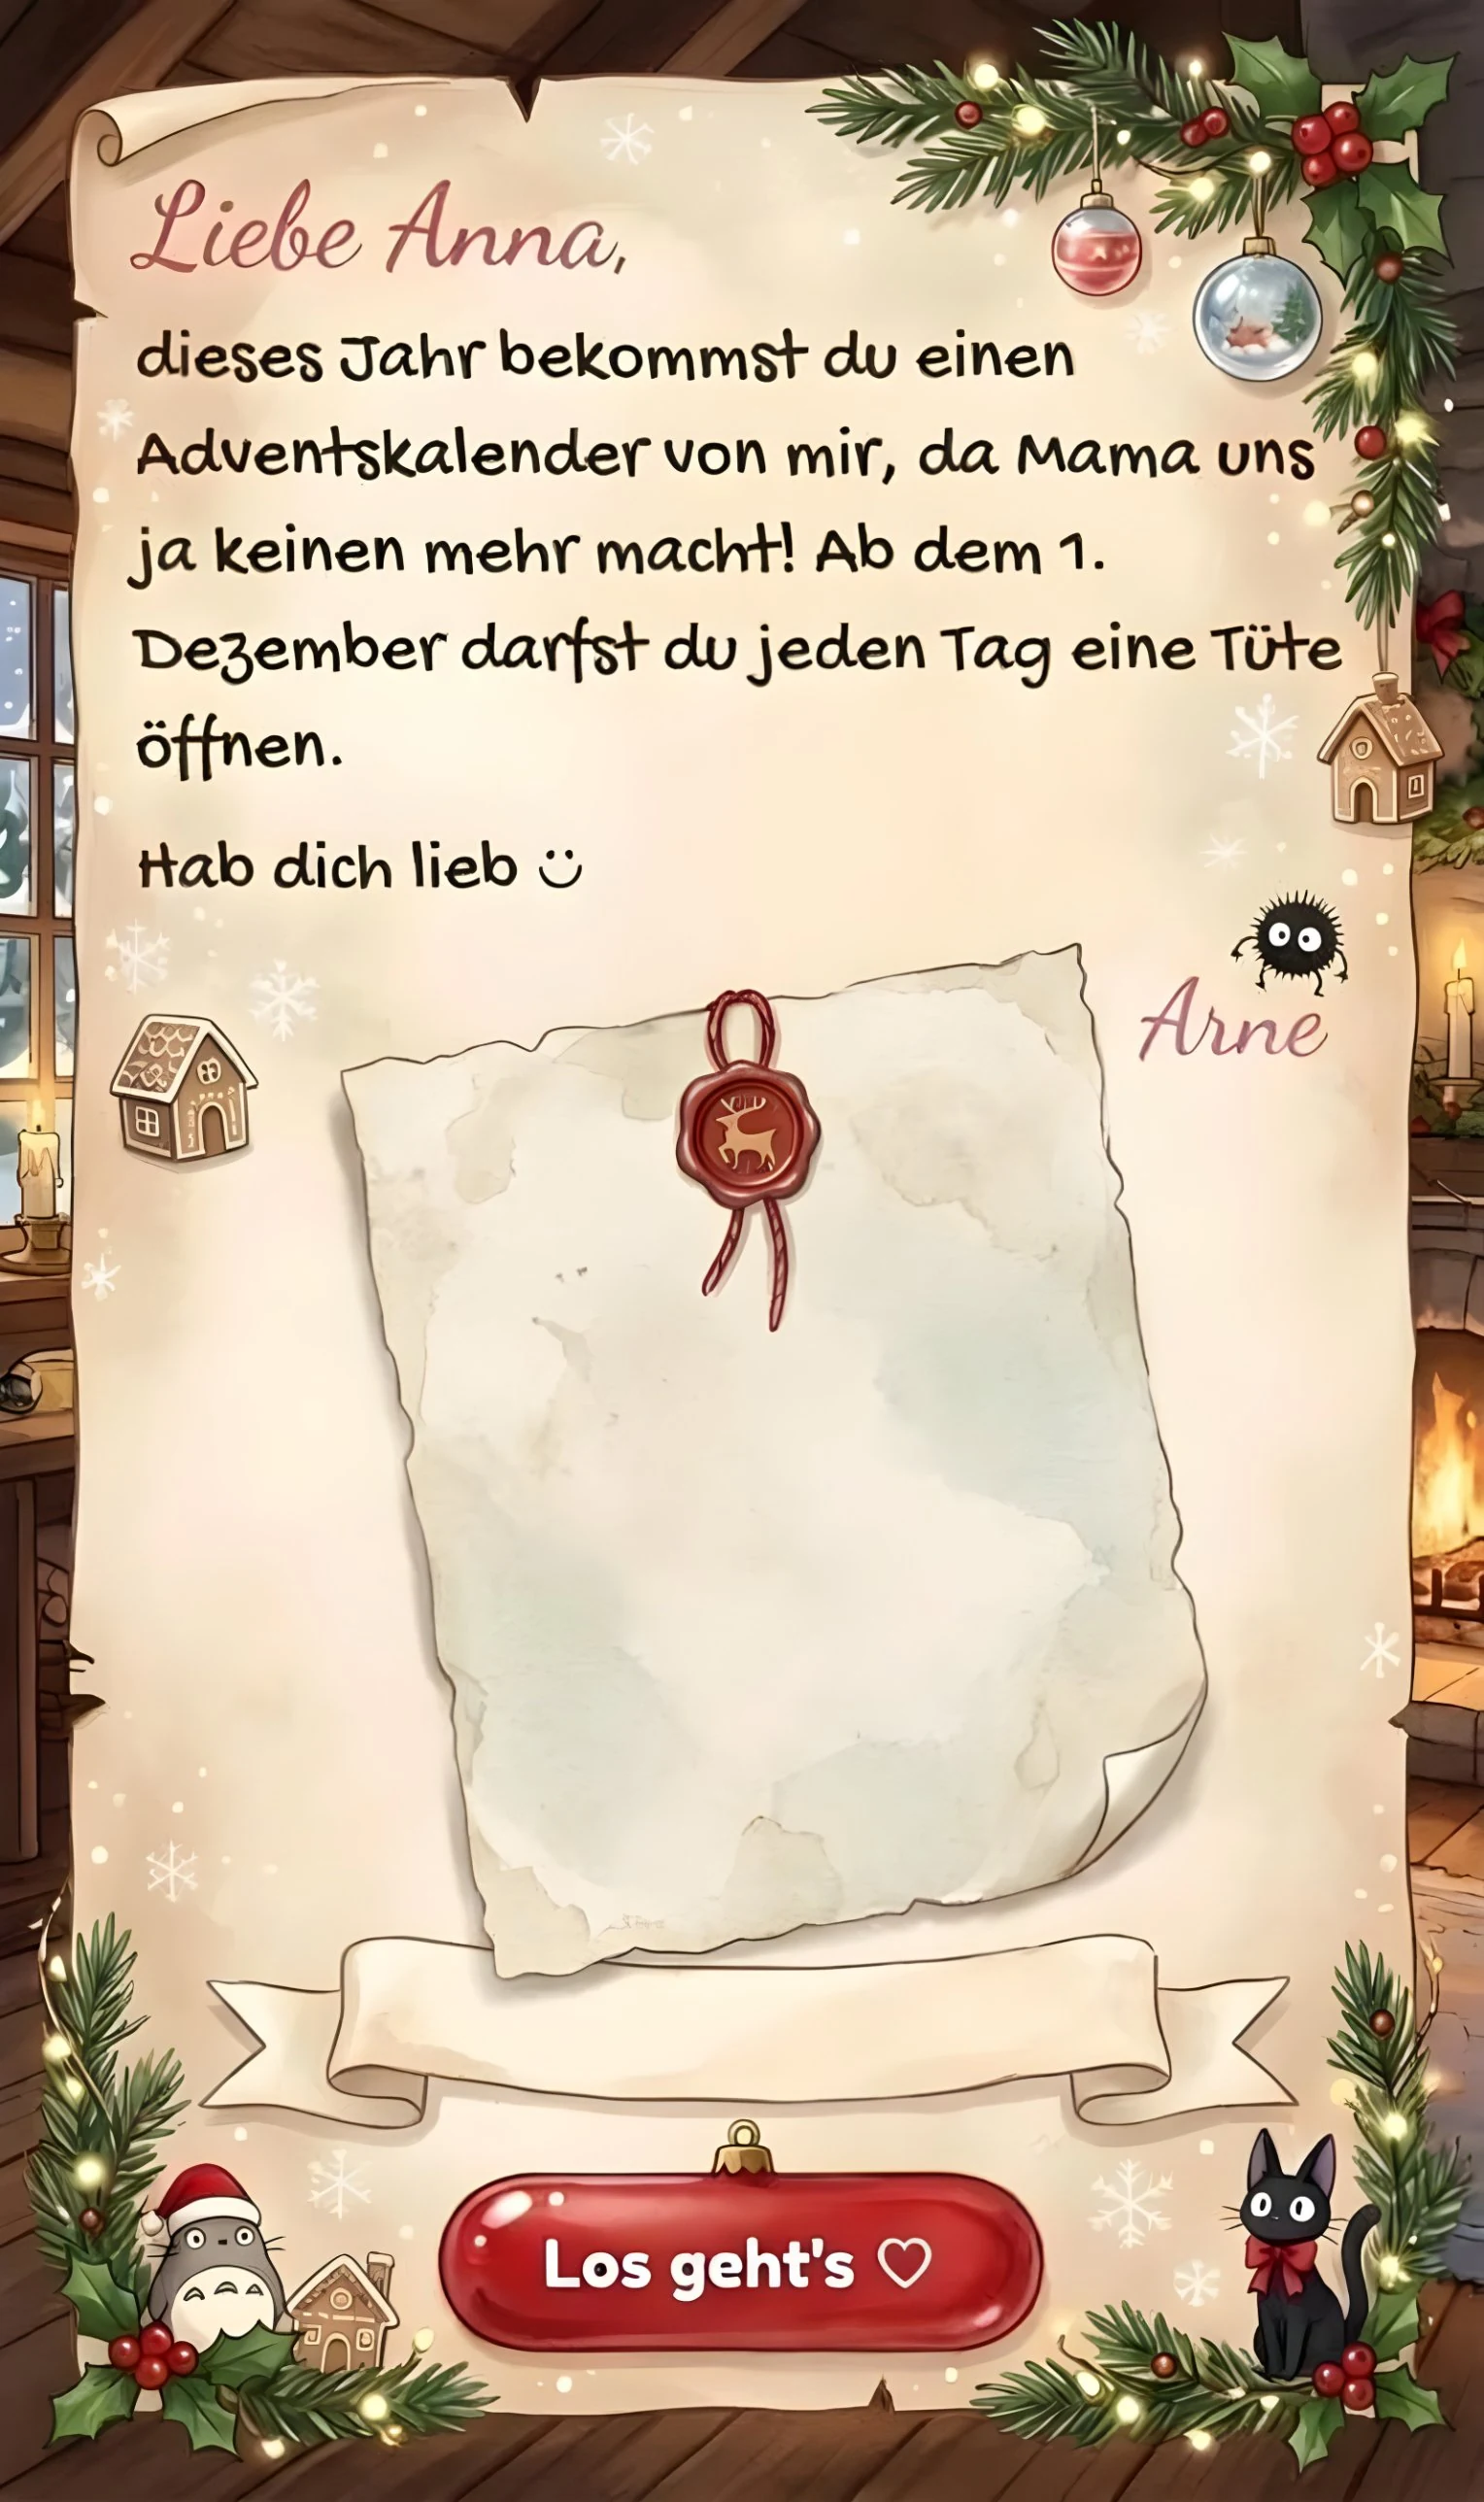 Liebe Anna,
dieses Jahr bekommst du einen
Adventskalender von mir, da Mama uns
ja keinen mehr macht! Ab dem 1.
Dezember darfst du jeden Tag eine Tüte
öffnen.
Hab dich lieb ☺
Arne
Los geht's ♡